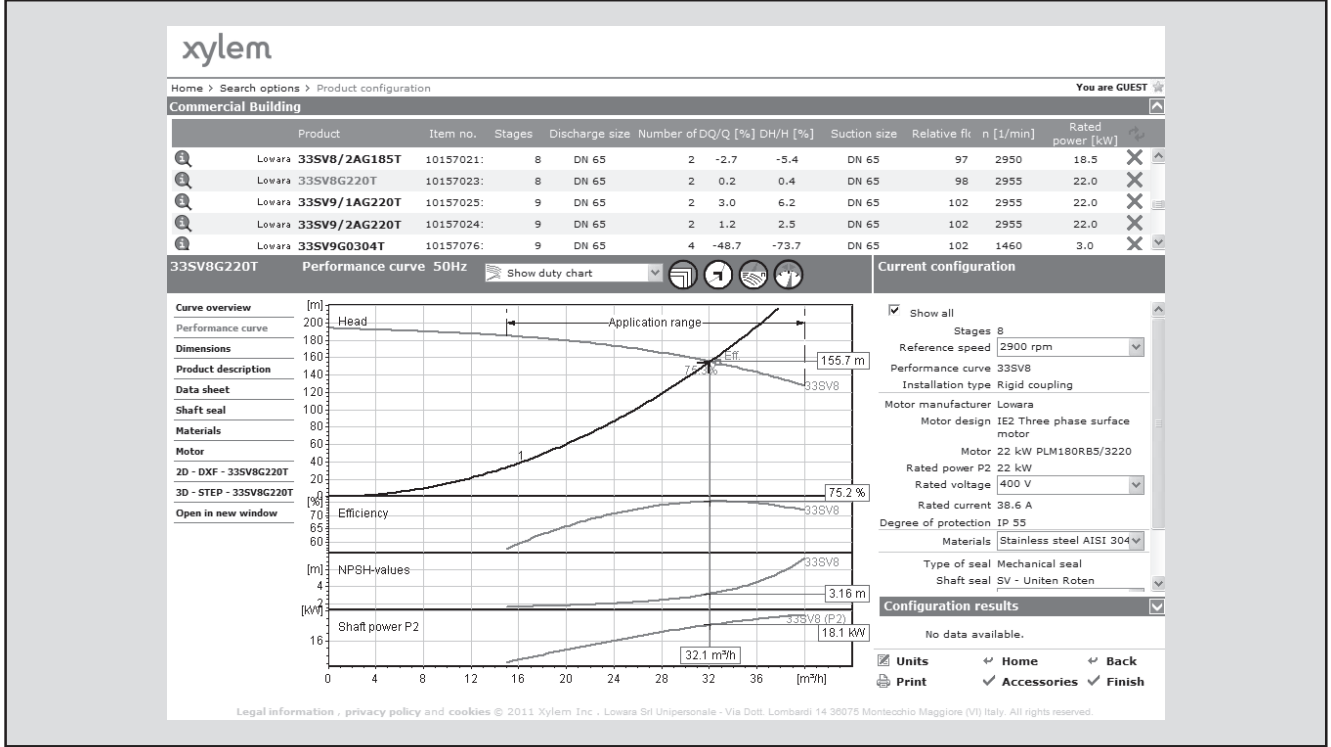 xylem
Home > Search options > Product configuration
You are GUEST
Commercial Building
Product Item no. Stages Discharge size Number of DQ/Q [%] DH/H [%] Suction size Relative flc n [1/min] Rated power [kW]
Lowara 33SV8/2AG185T 10157021: 8 DN 65 2 -2.7 -5.4 DN 65 97 2950 18.5
Lowara 33SV8G220T 10157023: 8 DN 65 2 0.2 0.4 DN 65 98 2955 22.0
Lowara 33SV9/1AG220T 10157025: 9 DN 65 2 3.0 6.2 DN 65 102 2955 22.0
Lowara 33SV9/2AG220T 10157024: 9 DN 65 2 1.2 2.5 DN 65 102 2955 22.0
Lowara 33SV9G0304T 10157076: 9 DN 65 4 -48.7 -73.7 DN 65 102 1460 3.0
33SV8G220T Performance curve 50Hz Show duty chart
Current configuration
Curve overview
Performance curve
Dimensions
Product description
Data sheet
Shaft seal
Materials
Motor
2D - DXF - 33SV8G220T
3D - STEP - 33SV8G220T
Open in new window
[m]
200 Head Application range
180
160 Eff.
155.7 m
140 75.3%
33SV8
120
100
80
60
1
40
20
0
75.2 %
[%]
70 Efficiency 33SV8
65
60
33SV8
[m] NPSH-values
4
3.16 m
2
[kW]
Shaft power P2 33SV8 (P2)
18.1 kW
16
32.1 m³/h
0 4 8 12 16 20 24 28 32 36 [m³/h]
Show all
Stages 8
Reference speed 2900 rpm
Performance curve 33SV8
Installation type Rigid coupling
Motor manufacturer Lowara
Motor design IE2 Three phase surface
motor
Motor 22 kW PLM180RB5/3220
Rated power P2 22 kW
Rated voltage 400 V
Rated current 38.6 A
Degree of protection IP 55
Materials Stainless steel AISI 304
Type of seal Mechanical seal
Shaft seal SV - Uniten Roten
Configuration results
No data available.
Units Home Back
Print Accessories Finish
Legal information , privacy policy and cookies © 2011 Xylem Inc . Lowara Srl Unipersonale - Via Dott. Lombardi 14 36075 Montecchio Maggiore (VI) Italy. All rights reserved.